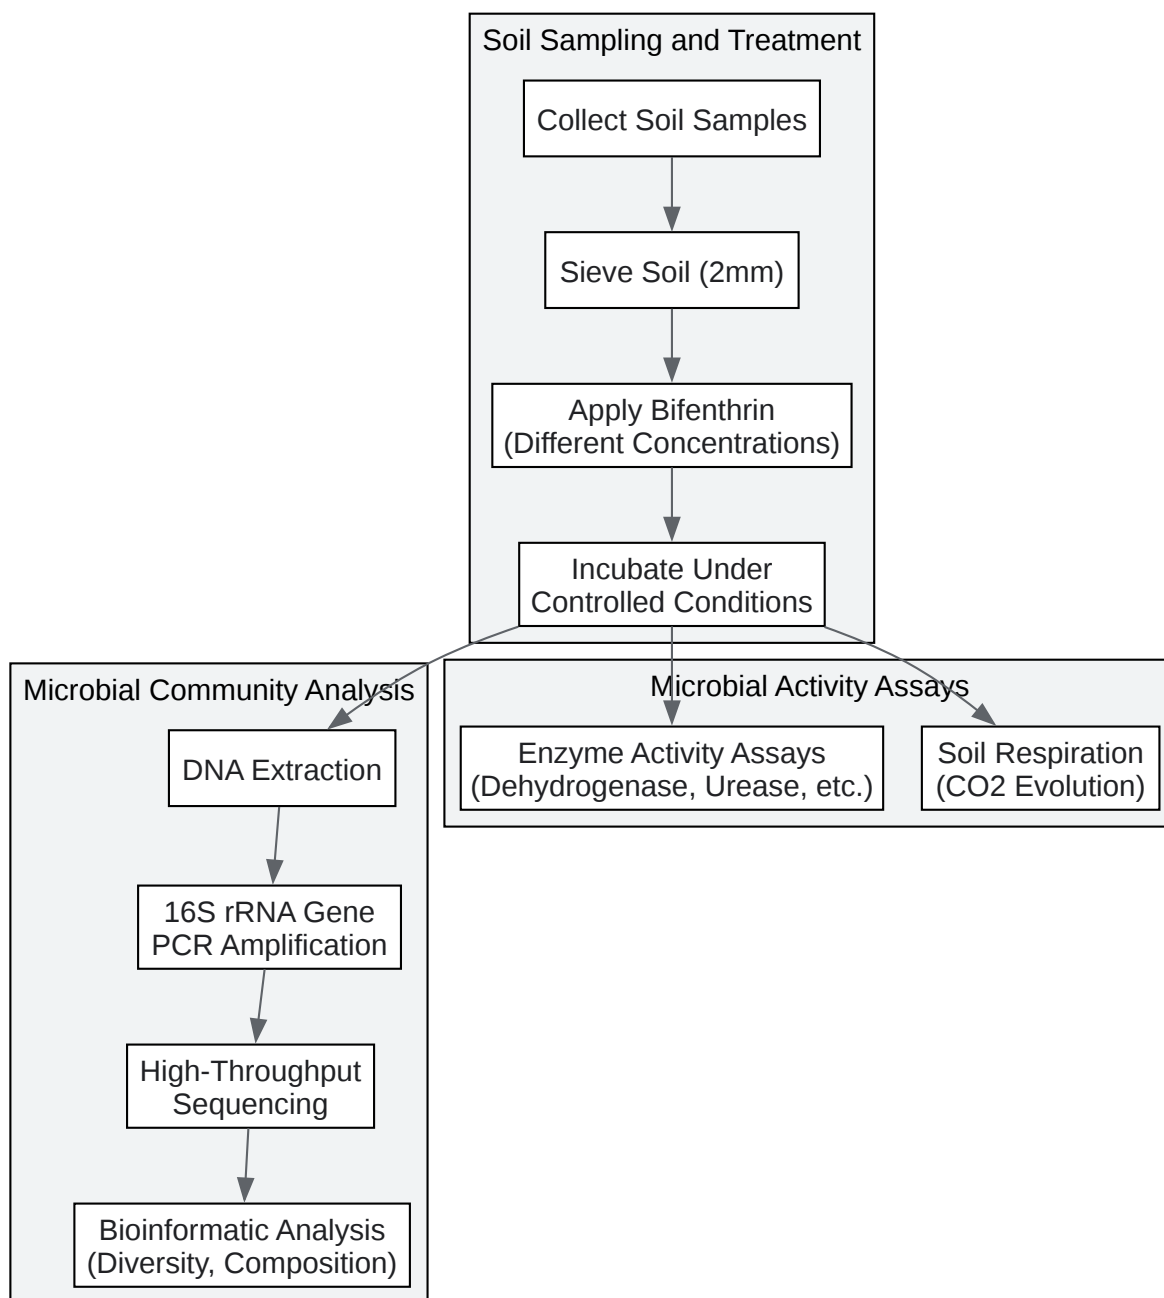 Soil Sampling and Treatment
Collect Soil Samples
Sieve Soil (2mm)
Apply Bifenthrin
(Different Concentrations)
Incubate Under
Controlled Conditions
Microbial Community Analysis
DNA Extraction
16S rRNA Gene
PCR Amplification
High-Throughput
Sequencing
Bioinformatic Analysis
(Diversity, Composition)
Microbial Activity Assays
Enzyme Activity Assays
(Dehydrogenase, Urease, etc.)
Soil Respiration
(CO2 Evolution)